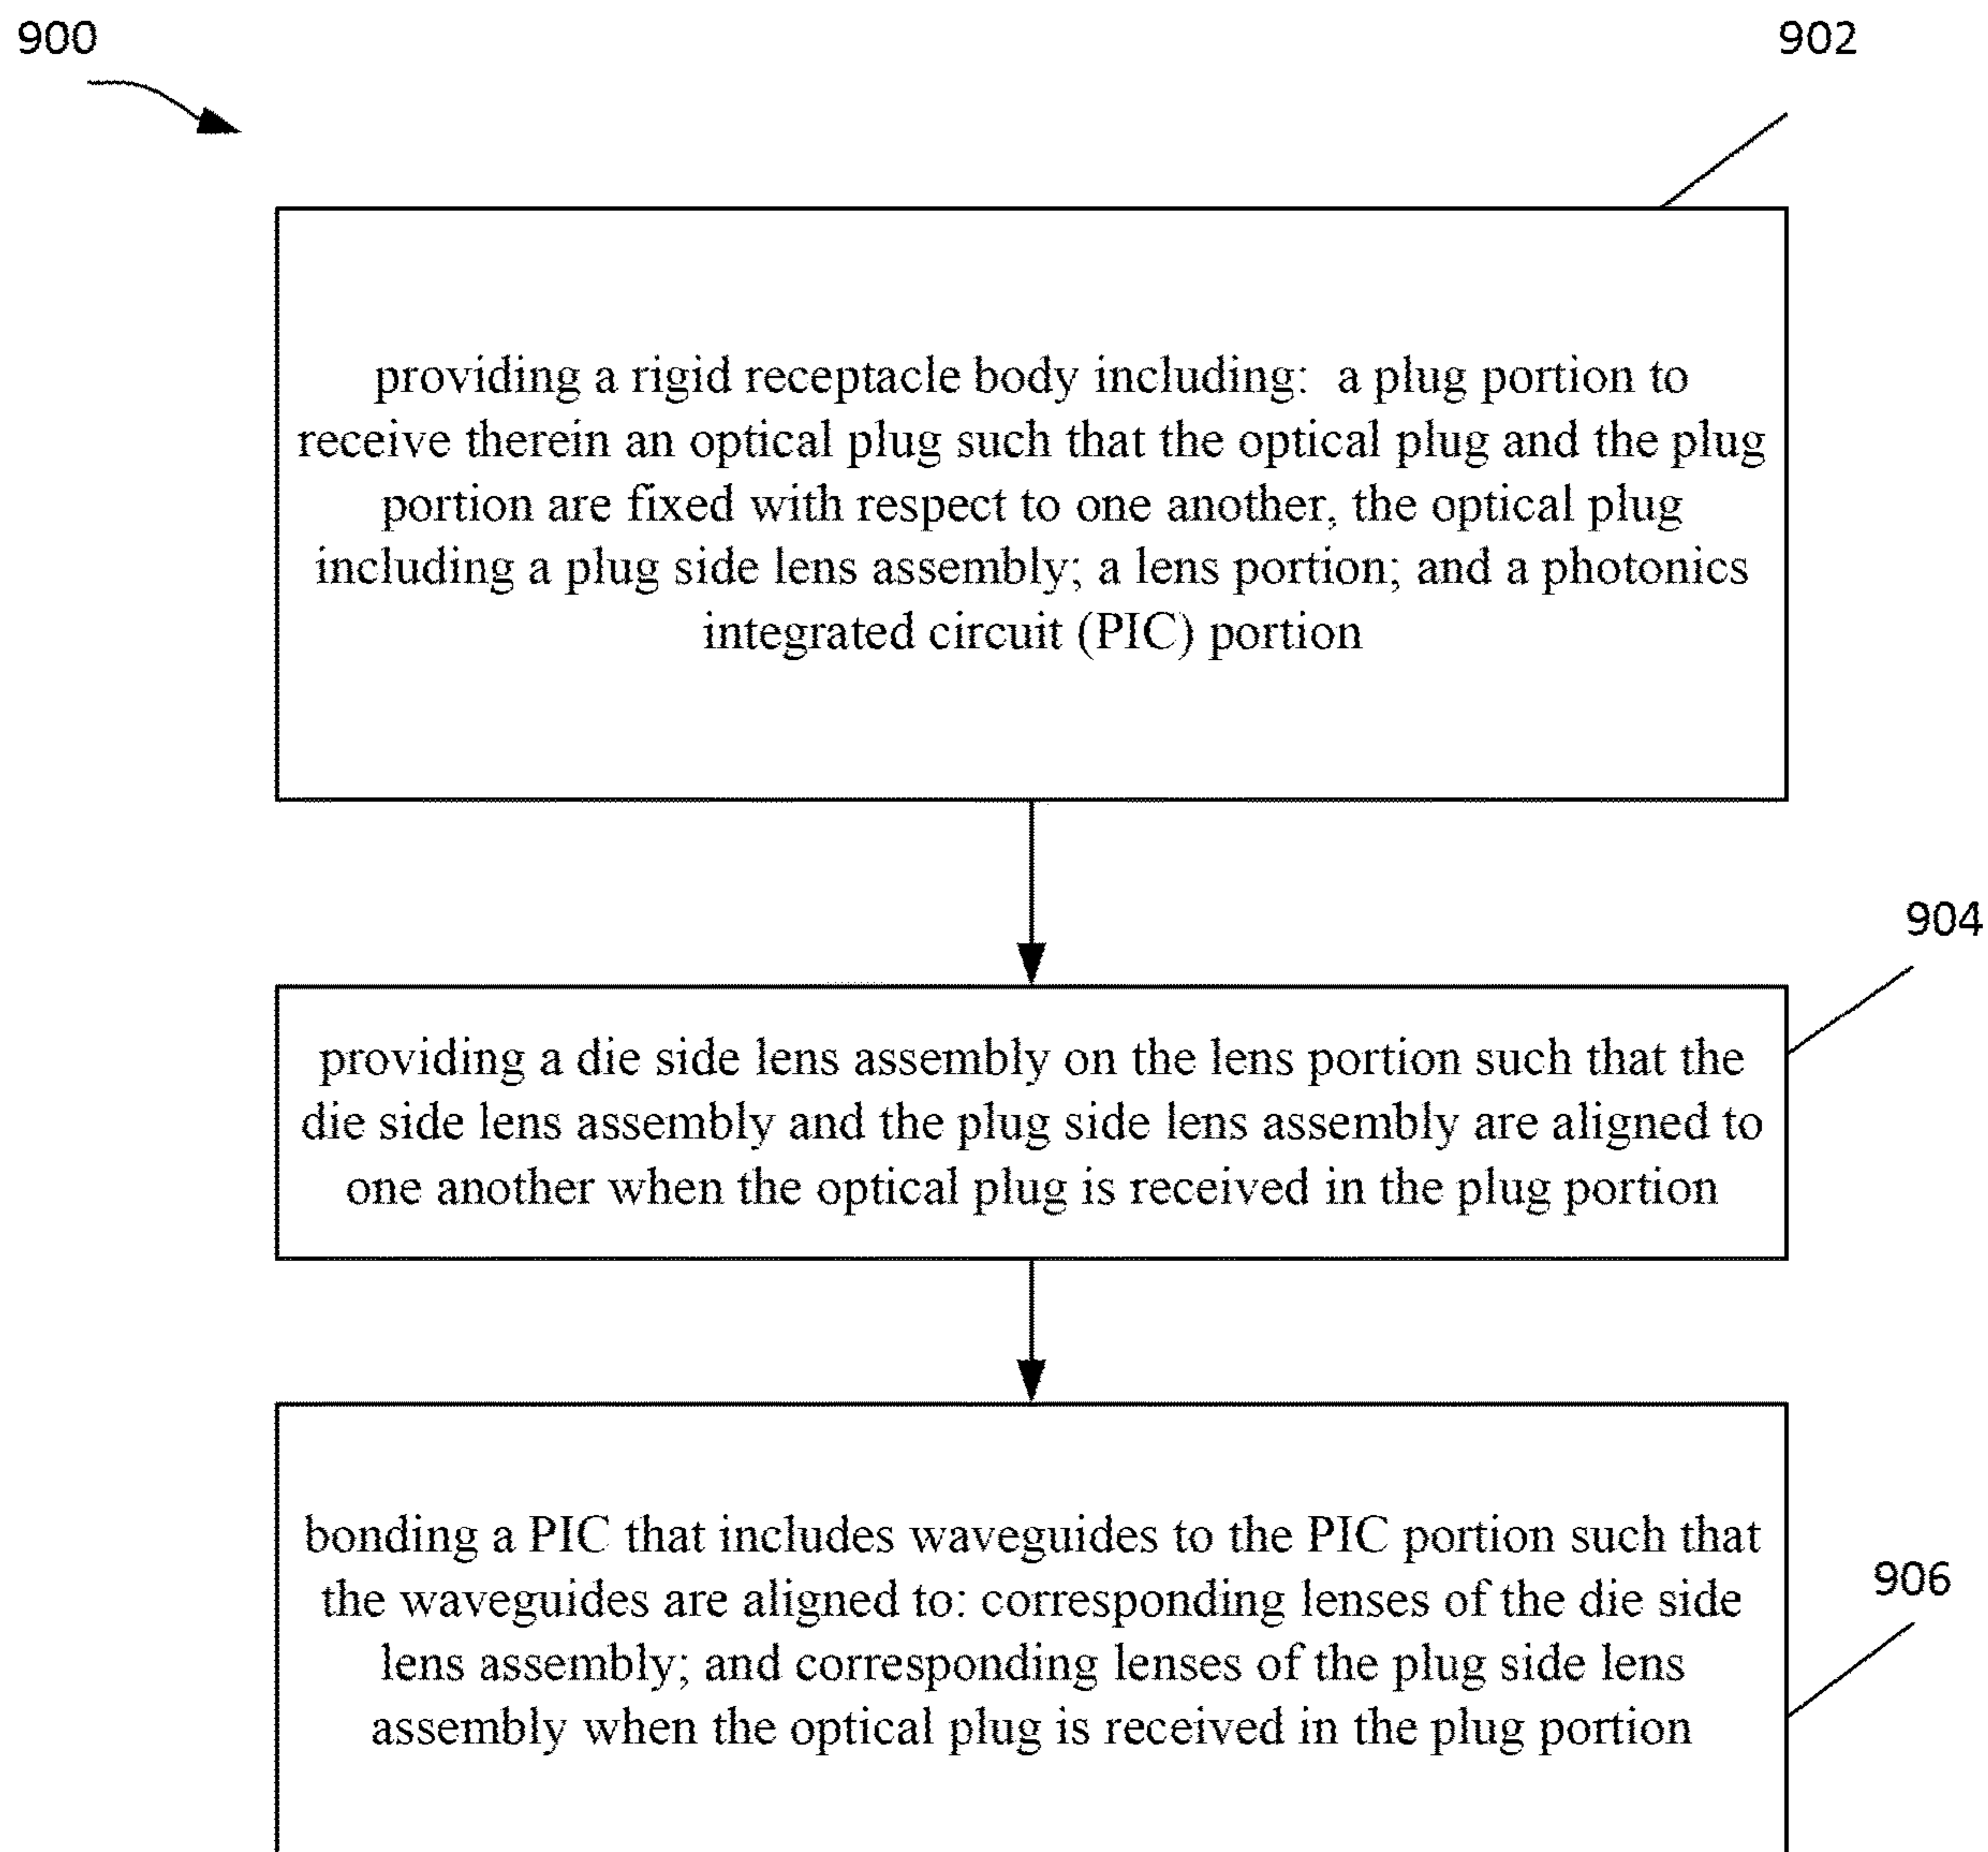 900
902
providing a rigid receptacle body including: a plug portion to
receive therein an optical plug such that the optical plug and the plug
portion are fixed with respect to one another, the optical plug
including a plug side lens assembly; a lens portion; and a photonics
integrated circuit (PIC) portion
904
providing a die side lens assembly on the lens portion such that the
die side lens assembly and the plug side lens assembly are aligned to
one another when the optical plug is received in the plug portion
bonding a PIC that includes waveguides to the PIC portion such that
the waveguides are aligned to: corresponding lenses of the die side
lens assembly; and corresponding lenses of the plug side lens
assembly when the optical plug is received in the plug portion
906